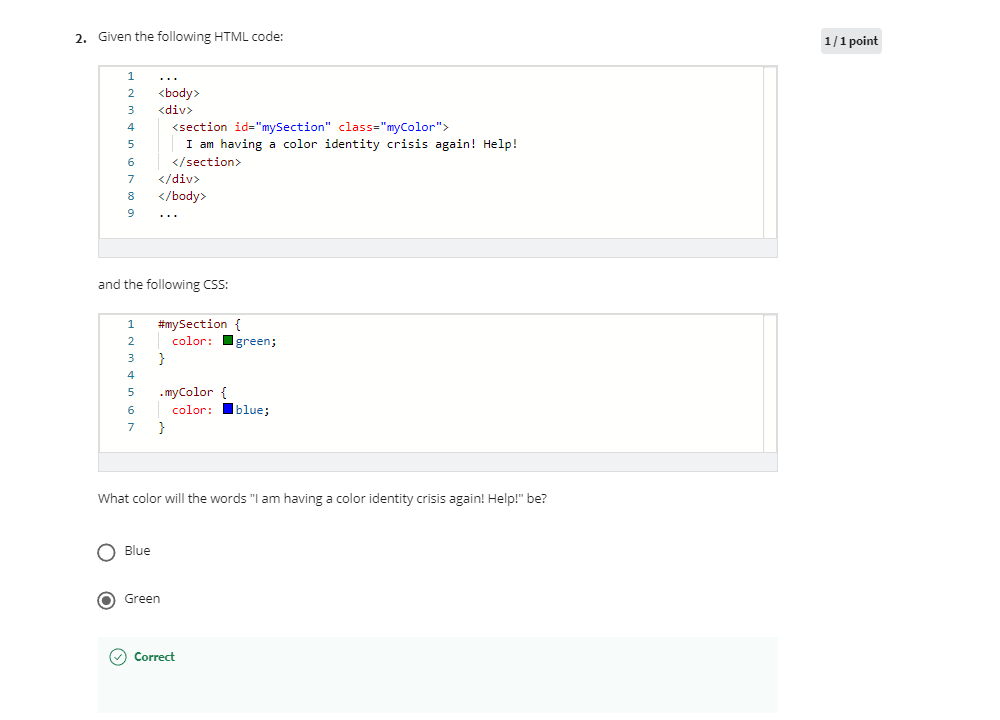 2. Given the following HTML code:
1 / 1 point
1 ...
2 <body>
3 <div>
4 <section id="mySection" class="myColor">
5 I am having a color identity crisis again! Help!
6 </section>
7 </div>
8 </body>
9 ...
and the following CSS:
1 #mySection {
2 color: green;
3 }
4
5 .myColor {
6 color: blue;
7 }
What color will the words "I am having a color identity crisis again! Help!" be?
Blue
Green
Correct